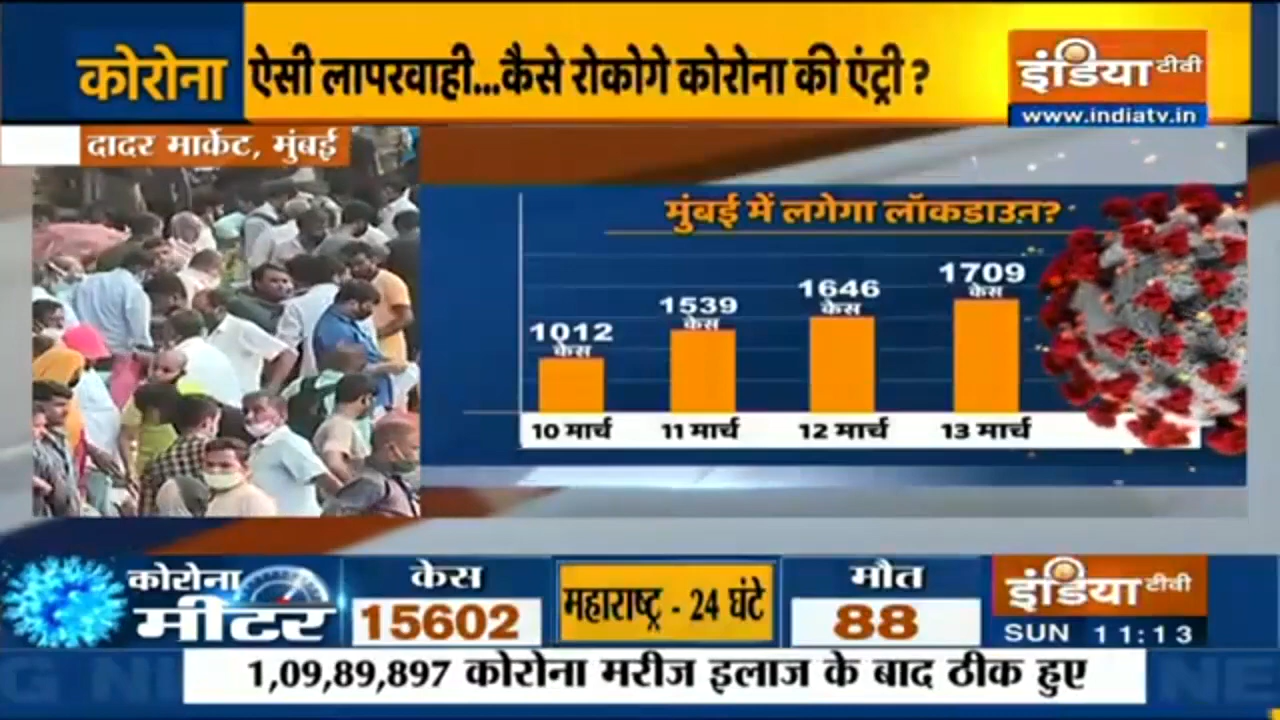 कोरोना
ऐसी लापरवाही...कैसे रोकोगे कोरोना की एंट्री ?
इंडिया टीवी
www.indiatv.in
दादर मार्केट, मुंबई
मुंबई में लगेगा लॉकडाउन?
1012 केस
1539 केस
1646 केस
1709 केस
10 मार्च 11 मार्च 12 मार्च 13 मार्च
कोरोना मीटर
केस
15602
महाराष्ट्र - 24 घंटे
मौत
88
इंडिया टीवी
SUN 11:13
1,09,89,897 कोरोना मरीज इलाज के बाद ठीक हुए